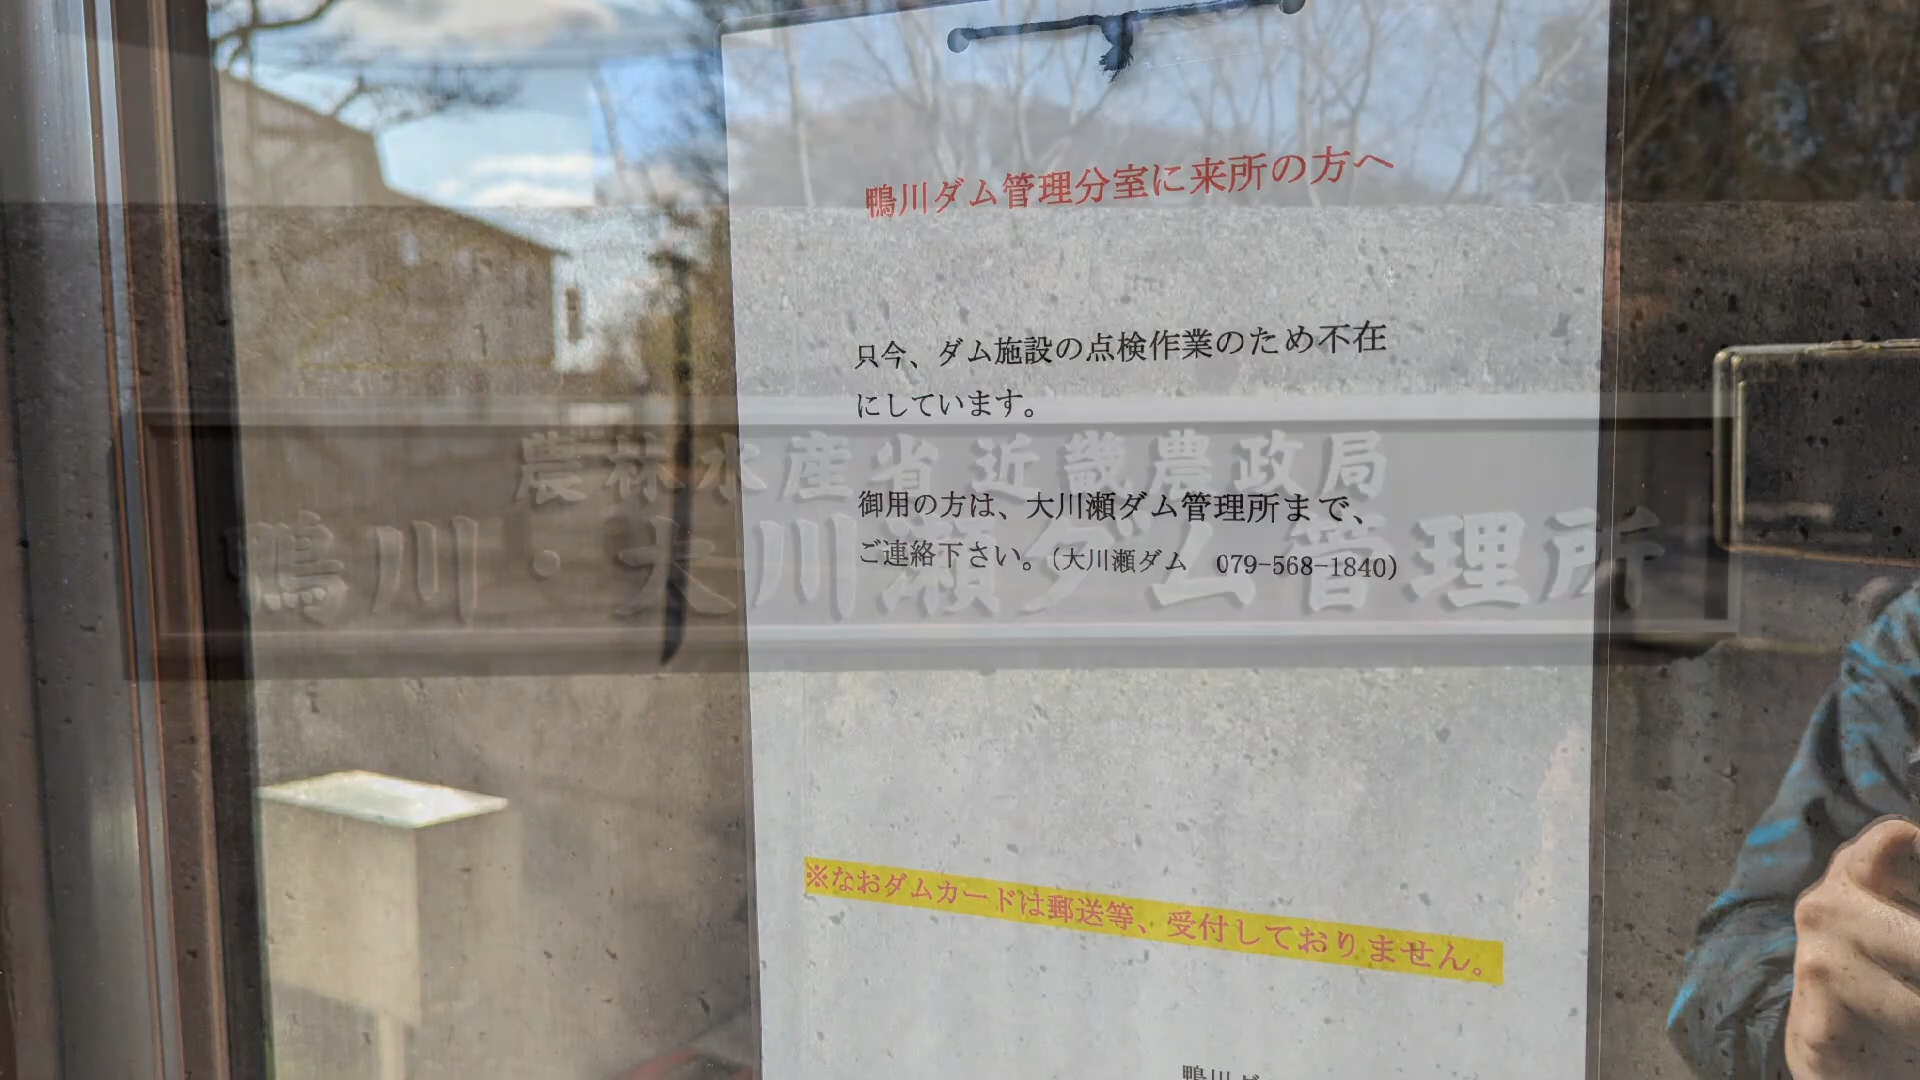 鴨川ダム管理分室に来所の方へ
只今、ダム施設の点検作業のため不在
にしています。
農林水産省 近畿農政局
鴨川・大川瀬ダム管理所
御用の方は、大川瀬ダム管理所まで、
ご連絡下さい。（大川瀬ダム　079-568-1840）
※なおダムカードは郵送等、受付しておりません。
鴨川ダ